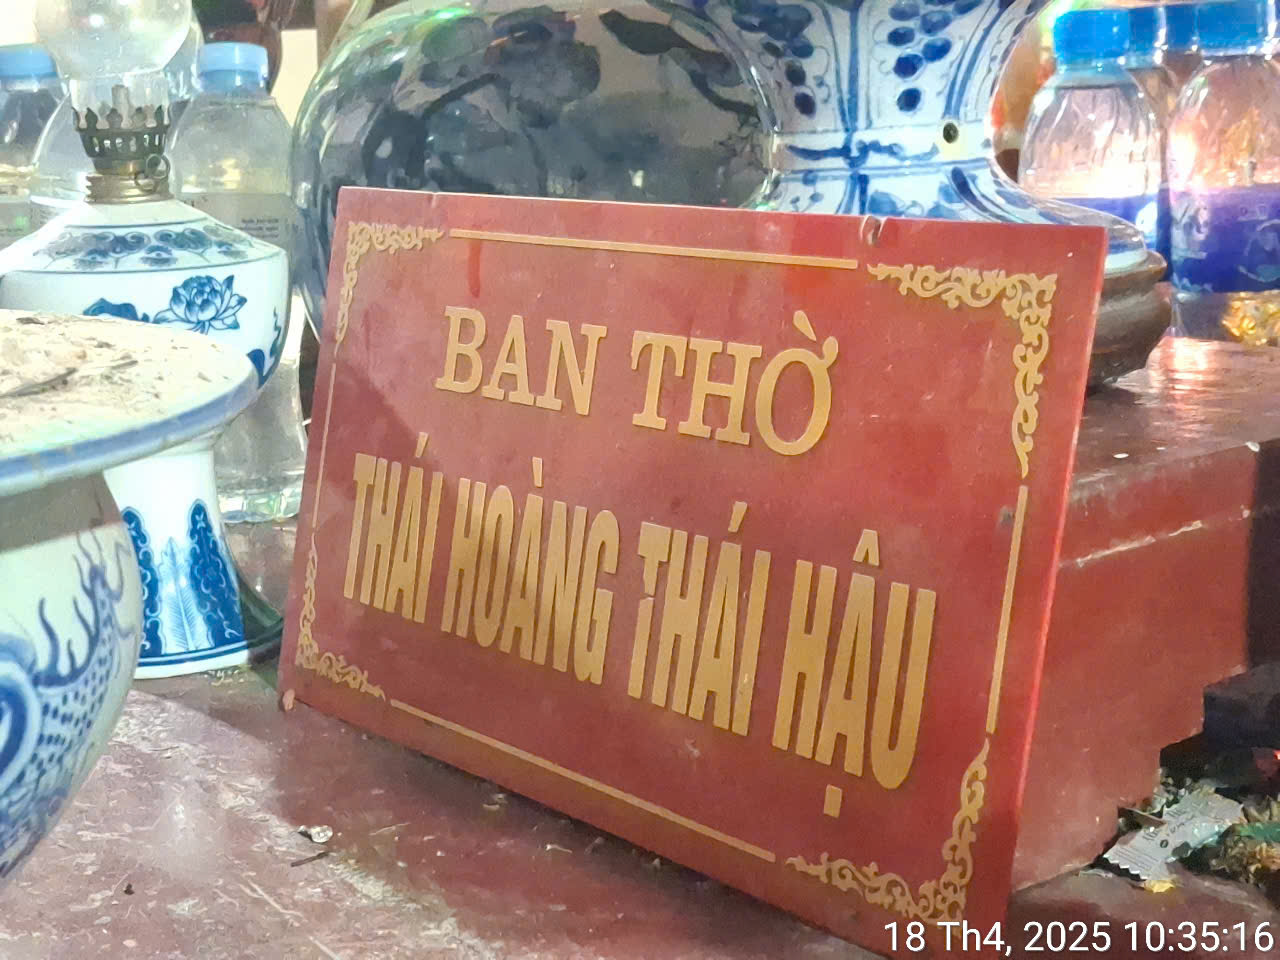 BAN THỜ
THÁI HOÀNG THÁI HẬU
18 Th4, 2025 10:35:16